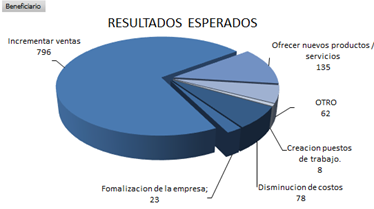 Beneficiario
RESULTADOS ESPERADOS
Incrementar ventas
796
Ofrecer nuevos productos /
servicios
135
OTRO
62
Creacion puestos
de trabajo.
8
Disminucion de costos
78
Fomalizacion de la empresa;
23